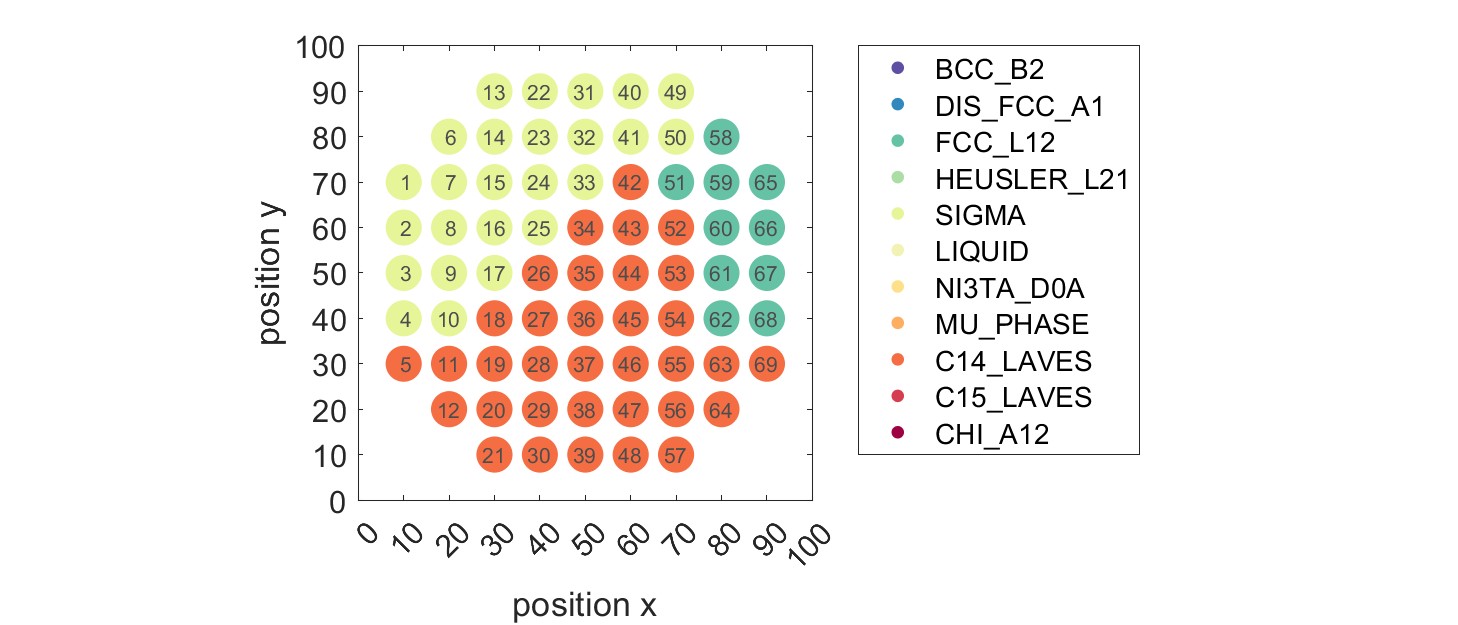 100
90
80
70
60
50
40
30
20
10
0
position y
13 22 31 40 49
6 14 23 32 41 50 58
1 7 15 24 33 42 51 59 65
2 8 16 25 34 43 52 60 66
3 9 17 26 35 44 53 61 67
4 10 18 27 36 45 54 62 68
5 11 19 28 37 46 55 63 69
12 20 29 38 47 56 64
21 30 39 48 57
0 10 20 30 40 50 60 70 80 90 100
position x
BCC_B2
DIS_FCC_A1
FCC_L12
HEUSLER_L21
SIGMA
LIQUID
NI3TA_D0A
MU_PHASE
C14_LAVES
C15_LAVES
CHI_A12